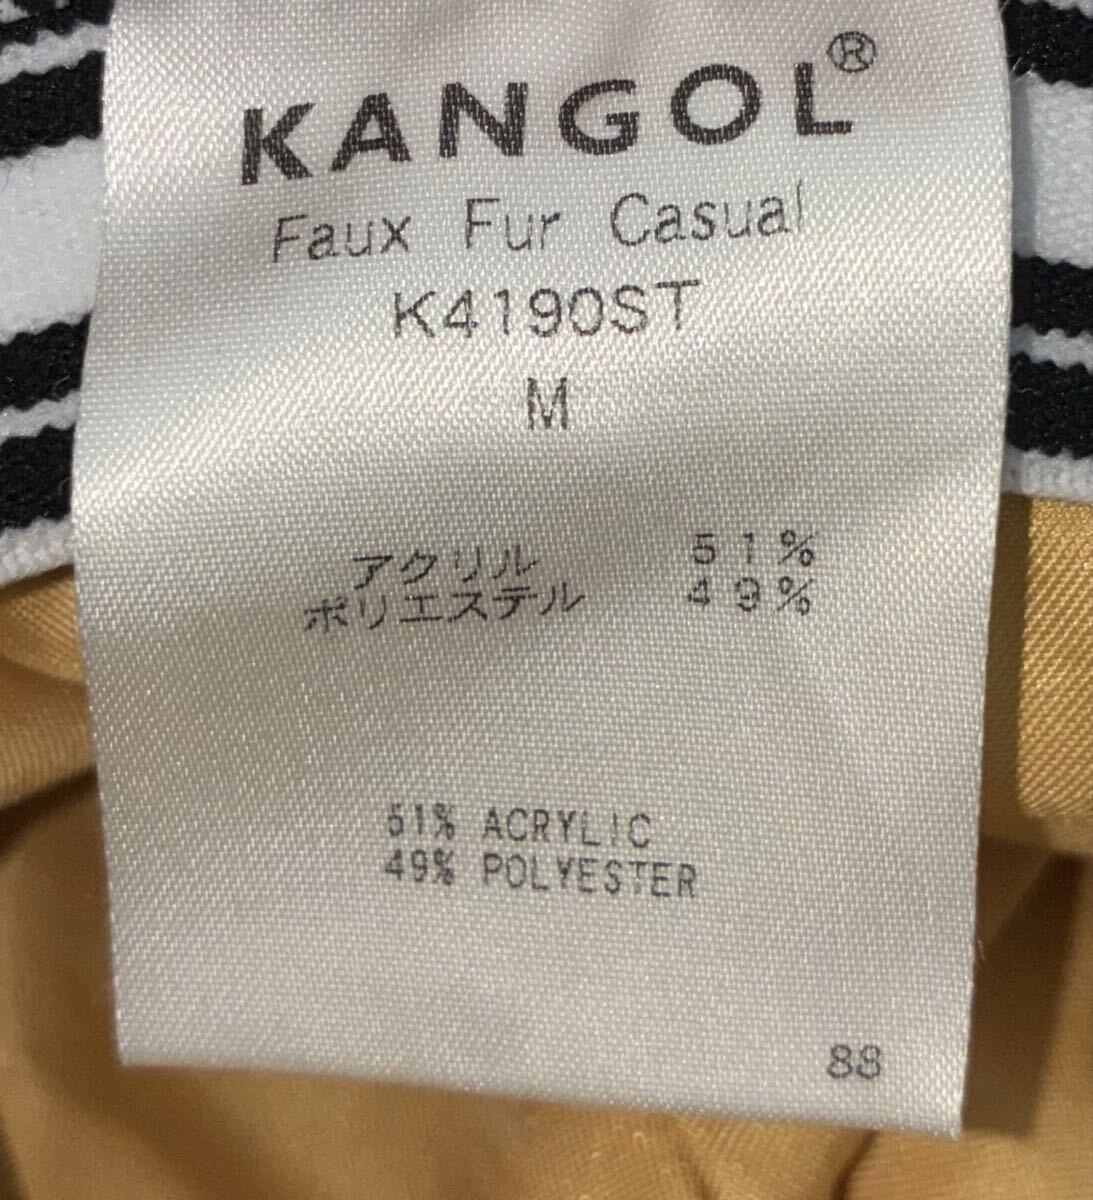 KANGOL®
Faux Fur Casual
K4190ST
M
アクリル 51%
ポリエステル 49%
51% ACRYLIC
49% POLYESTER
88